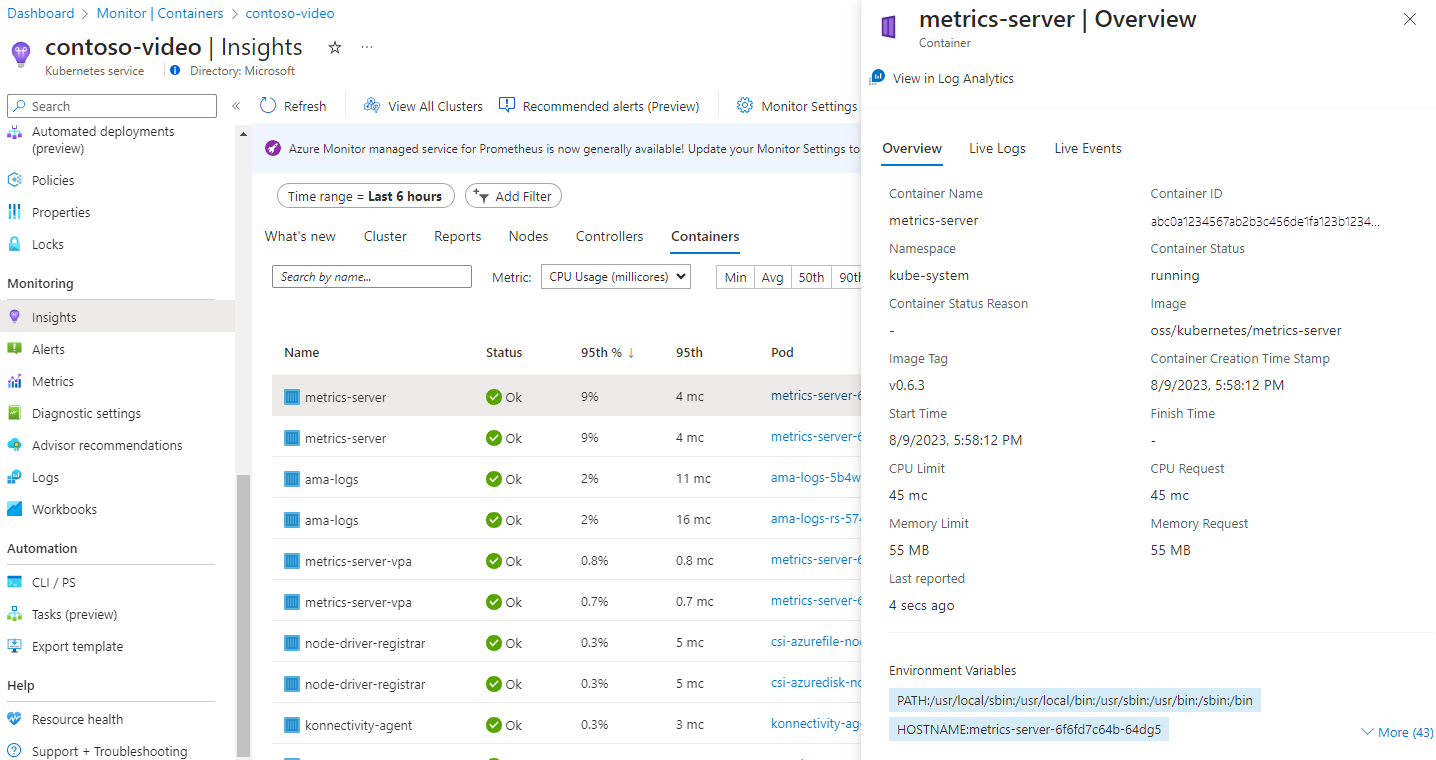 Dashboard > Monitor | Containers > contoso-video
contoso-video | Insights
Kubernetes service
Directory: Microsoft
Search
Automated deployments
(preview)
Policies
Properties
Locks
Monitoring
Insights
Alerts
Metrics
Diagnostic settings
Advisor recommendations
Logs
Workbooks
Automation
CLI / PS
Tasks (preview)
Export template
Help
Resource health
Support + Troubleshooting
Refresh View All Clusters Recommended alerts (Preview) Monitor Settings
Azure Monitor managed service for Prometheus is now generally available! Update your Monitor Settings to
Time range = Last 6 hours Add Filter
What's new Cluster Reports Nodes Controllers Containers
Search by name... Metric: CPU Usage (millicores) Min Avg 50th 90th
Name Status 95th % ↓ 95th Pod
metrics-server Ok 9% 4 mc metrics-server-6
metrics-server Ok 9% 4 mc metrics-server-6
ama-logs Ok 2% 11 mc ama-logs-5b4w
ama-logs Ok 2% 16 mc ama-logs-rs-574
metrics-server-vpa Ok 0.8% 0.8 mc metrics-server-6
metrics-server-vpa Ok 0.7% 0.7 mc metrics-server-6
node-driver-registrar Ok 0.3% 5 mc csi-azurefile-no
node-driver-registrar Ok 0.3% 5 mc csi-azuredisk-no
konnectivity-agent Ok 0.3% 3 mc konnectivity-age
metrics-server | Overview
Container
View in Log Analytics
Overview Live Logs Live Events
Container Name Container ID
metrics-server abc0a1234567ab2b3c456de1fa123b1234...
Namespace Container Status
kube-system running
Container Status Reason Image
- oss/kubernetes/metrics-server
Image Tag Container Creation Time Stamp
v0.6.3 8/9/2023, 5:58:12 PM
Start Time Finish Time
8/9/2023, 5:58:12 PM -
CPU Limit CPU Request
45 mc 45 mc
Memory Limit Memory Request
55 MB 55 MB
Last reported
4 secs ago
Environment Variables
PATH:/usr/local/sbin:/usr/local/bin:/usr/sbin:/usr/bin:/sbin:/bin
HOSTNAME:metrics-server-6f6fd7c64b-64dg5
More (43)